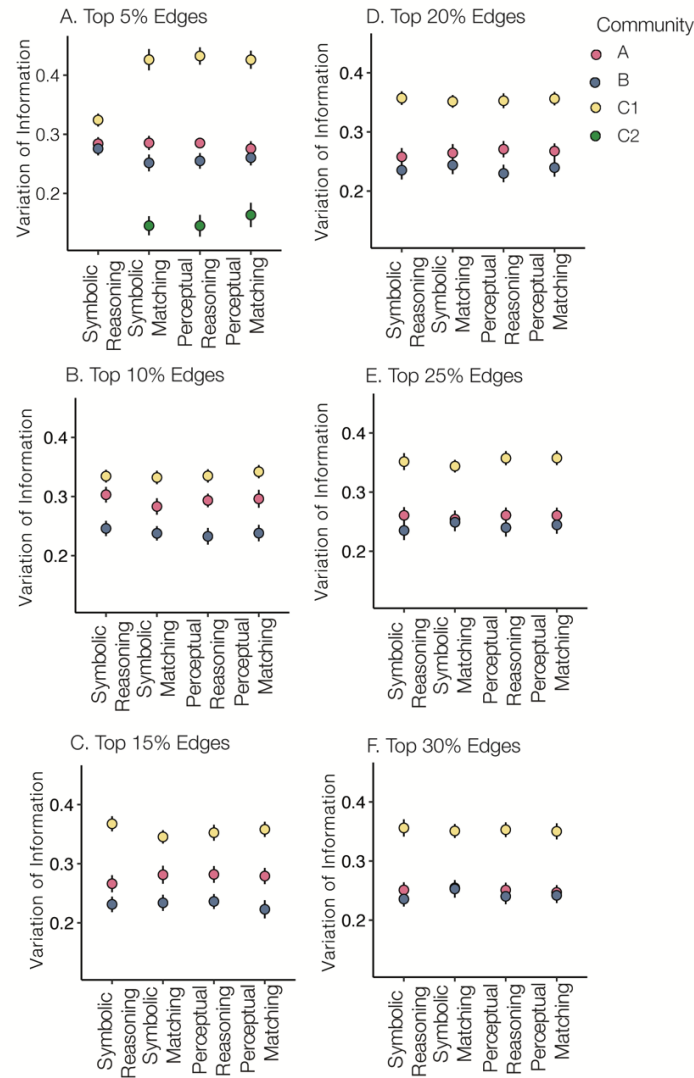 A. Top 5% Edges
Variation of Information
0.4
0.3
0.2
Symbolic
Reasoning
Symbolic
Matching
Perceptual
Reasoning
Perceptual
Matching
B. Top 10% Edges
Variation of Information
0.4
0.3
0.2
Symbolic
Reasoning
Symbolic
Matching
Perceptual
Reasoning
Perceptual
Matching
C. Top 15% Edges
Variation of Information
0.4
0.3
0.2
Symbolic
Reasoning
Symbolic
Matching
Perceptual
Reasoning
Perceptual
Matching
D. Top 20% Edges
Variation of Information
0.4
0.3
0.2
Symbolic
Reasoning
Symbolic
Matching
Perceptual
Reasoning
Perceptual
Matching
E. Top 25% Edges
Variation of Information
0.4
0.3
0.2
Symbolic
Reasoning
Symbolic
Matching
Perceptual
Reasoning
Perceptual
Matching
F. Top 30% Edges
Variation of Information
0.4
0.3
0.2
Symbolic
Reasoning
Symbolic
Matching
Perceptual
Reasoning
Perceptual
Matching
Community
A
B
C1
C2